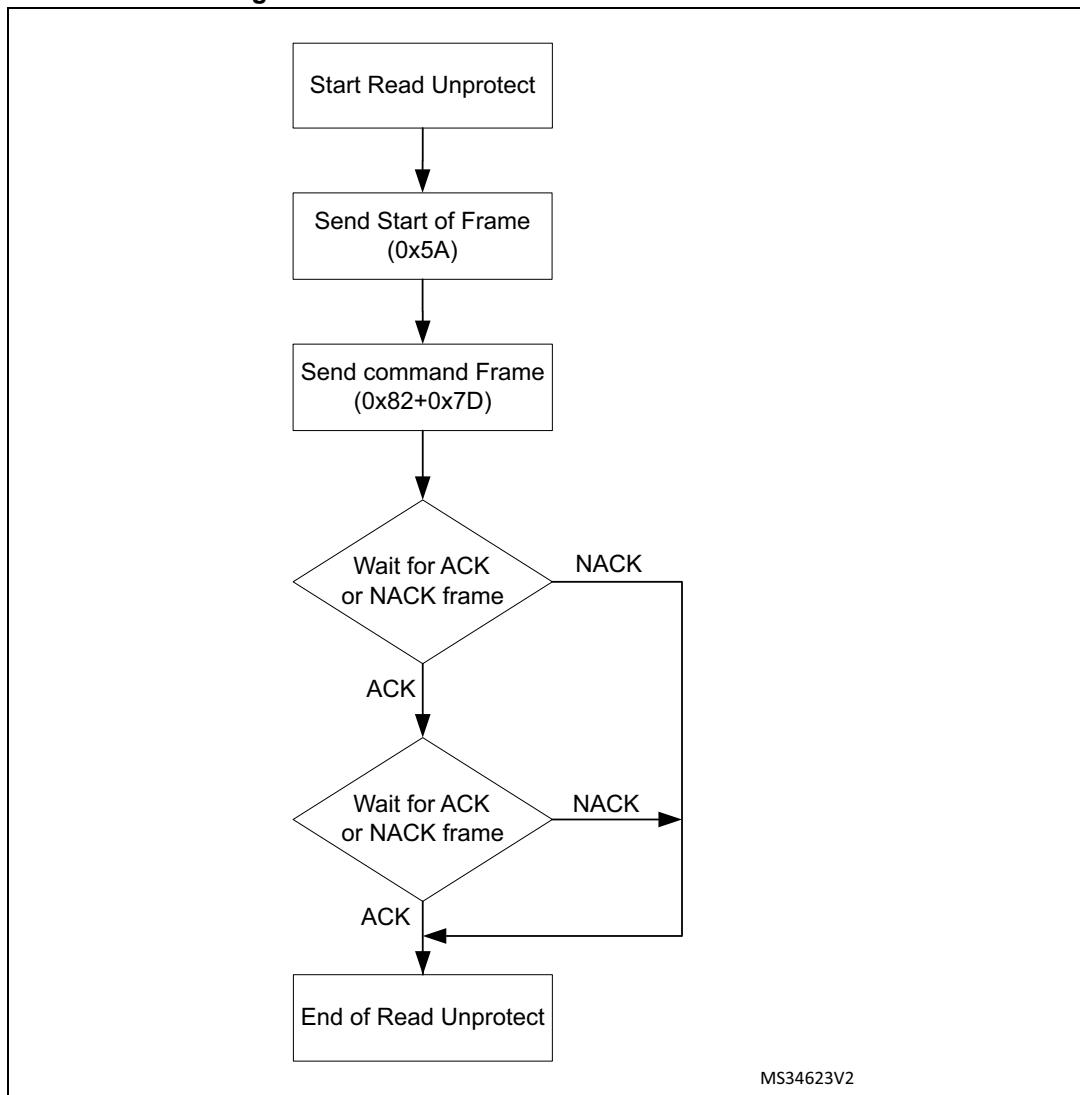 Start Read Unprotect
Send Start of Frame
(0x5A)
Send command Frame
(0x82+0x7D)
Wait for ACK
or NACK frame
NACK
ACK
Wait for ACK
or NACK frame
NACK
ACK
End of Read Unprotect
MS34623V2